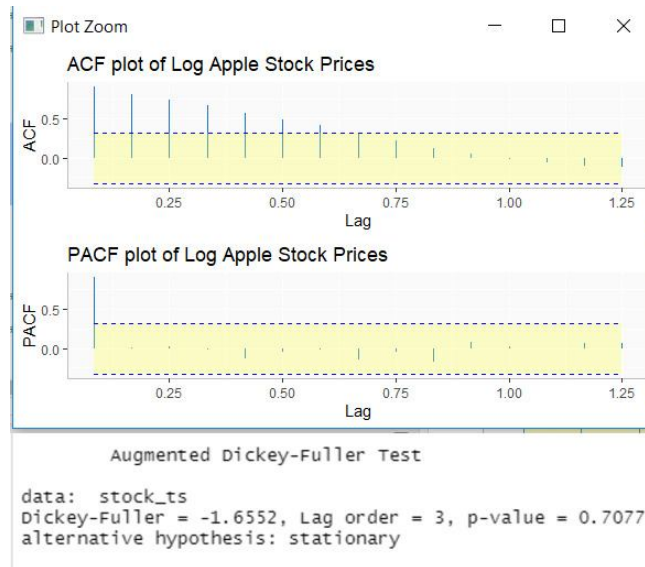 Plot Zoom
ACF plot of Log Apple Stock Prices
0.5
0.0
ACF
0.25 0.50 0.75 1.00 1.25
Lag
PACF plot of Log Apple Stock Prices
0.5
0.0
PACF
0.25 0.50 0.75 1.00 1.25
Lag
Augmented Dickey-Fuller Test
data: stock_ts
Dickey-Fuller = -1.6552, Lag order = 3, p-value = 0.7077
alternative hypothesis: stationary